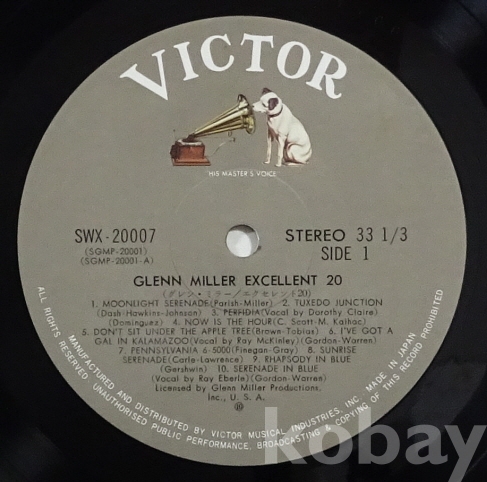 VICTOR
HIS MASTER'S VOICE
SWX-20007
(SGMP-20001)
(SGMP-20001-A)
STEREO 33 1/3
SIDE 1
GLENN MILLER EXCELLENT 20
(グレン・ミラー/エクセレント20)
1. MOONLIGHT SERENADE(Parish-Miller) 2. TUXEDO JUNCTION
(Dash-Hawkins-Johnson) 3. PERFIDIA(Vocal by Dorothy Claire)
(Dominguez) 4. NOW IS THE HOUR(C. Scott-M. Kaihac)
5. DON'T SIT UNDER THE APPLE TREE(Brown-Tobias) 6. I'VE GOT A
GAL IN KALAMAZOO(Vocal by Ray McKinley)(Gordon-Warren)
7. PENNSYLVANIA 6-5000(Finegan-Gray) 8. SUNRISE
SERENADE(Carle-Lawrence) 9. RHAPSODY IN BLUE
(Gershwin) 10. SERENADE IN BLUE
(Vocal by Ray Eberle)(Gordon-Warren)
Licensed by Glenn Miller Productions.
Inc., U. S. A.
Ⓟ
ALL RIGHTS RESERVED. UNAUTHORISED PUBLIC PERFORMANCE, BROADCASTING & COPYING OF THIS RECORD PROHIBITED
MANUFACTURED AND DISTRIBUTED BY VICTOR MUSICAL INDUSTRIES, INC. MADE IN JAPAN
kobay